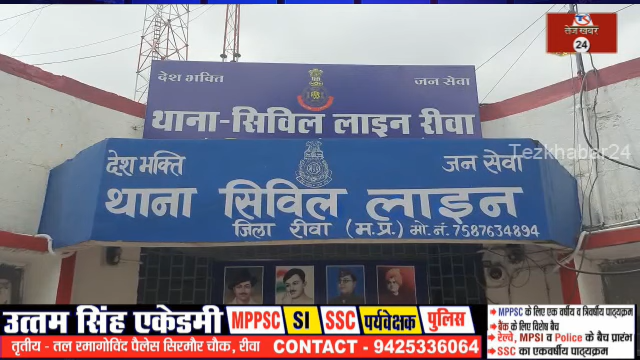 तेज खबर
24
देश भक्ति
जन सेवा
थाना-सिविल लाइन रीवा
Tezkhabar24
देश भक्ति
जन सेवा
थाना सिविल लाइन
जिला रीवा (म.प्र.) मो.नं. 7587634894
उत्तम सिंह एकेडमी MPPSC SI SSC पर्यवेक्षक पुलिस
तृतीय - तल रमागोविंद पैलेस सिरमौर चौक, रीवा CONTACT - 9425336064
MPPSC के लिए एक वर्षीय व त्रिवर्षीय पाठ्यक्रम
बैंक के लिए विशेष बैच
रेल्वे, MPSI व Police के बैच प्रारंभ
SSC का एकवर्षीय पाठ्यक्रम